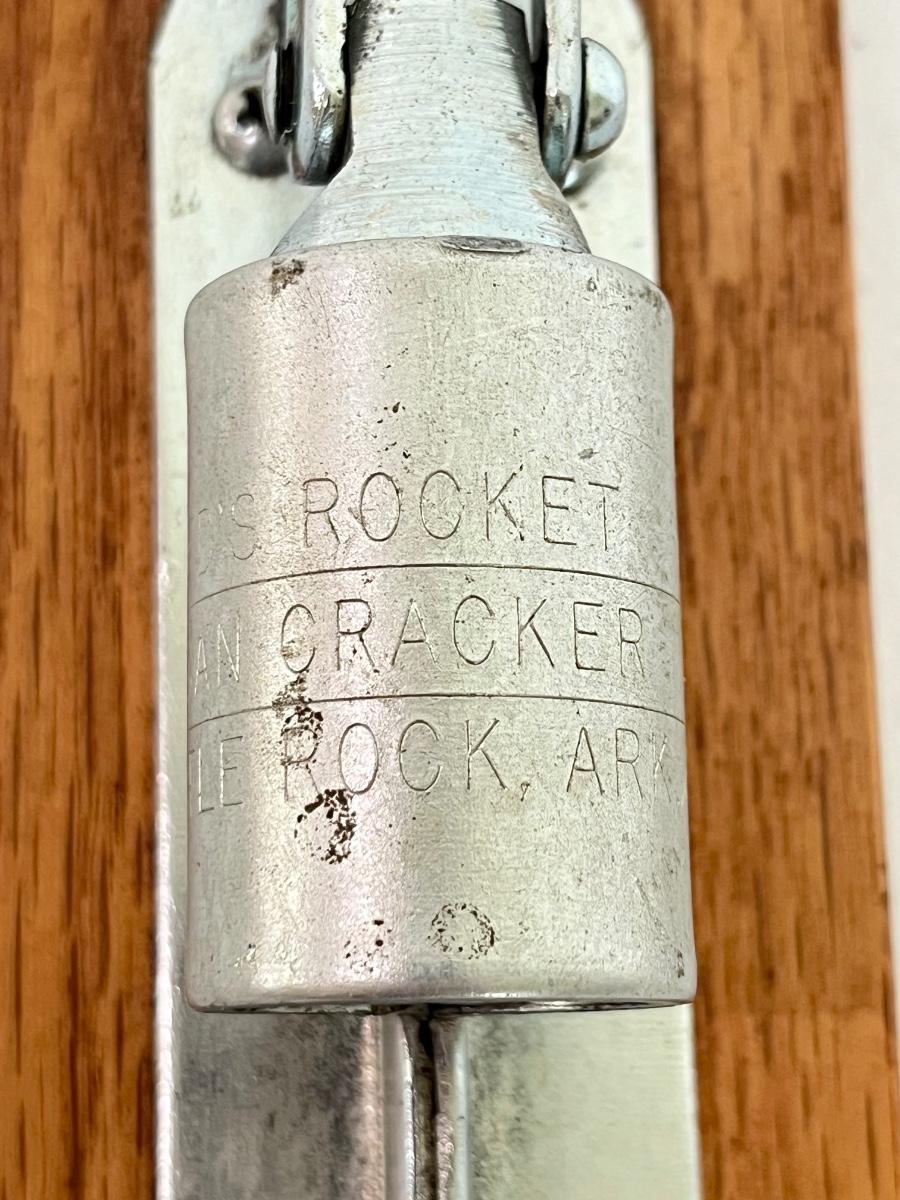 'S ROCKET
AN CRACKER
LE ROCK, ARK.